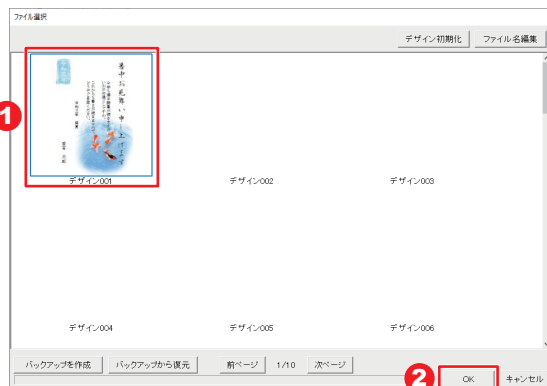 ファイル選択
デザイン初期化
ファイル名編集
1
暑中お見舞い申し上げます
デザイン001
デザイン002
デザイン003
デザイン004
デザイン005
デザイン006
バックアップを作成
バックアップから復元
前ページ
1/10
次ページ
2
OK
キャンセル